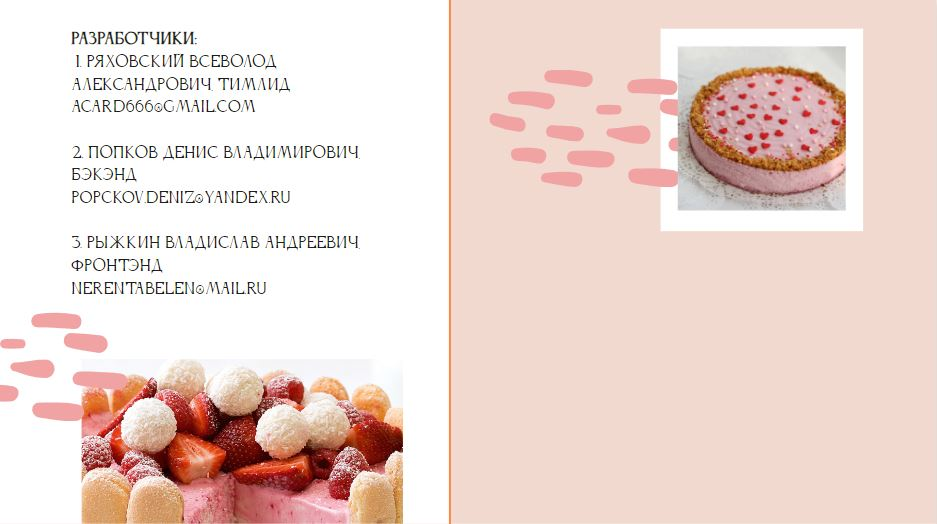 РАЗРАБОТЧИКИ:
1. РЯХОВСКИЙ ВСЕВОЛОД
АЛЕКСАНДРОВИЧ, ТИМЛИД
ACARD666@GMAIL.COM
2. ПОПКОВ ДЕНИС ВЛАДИМИРОВИЧ,
БЭКЭНД
POPCKOV.DENIZ@YANDEX.RU
3. РЫЖКИН ВЛАДИСЛАВ АНДРЕЕВИЧ,
ФРОНТЭНД
NERENTABELEN@MAIL.RU